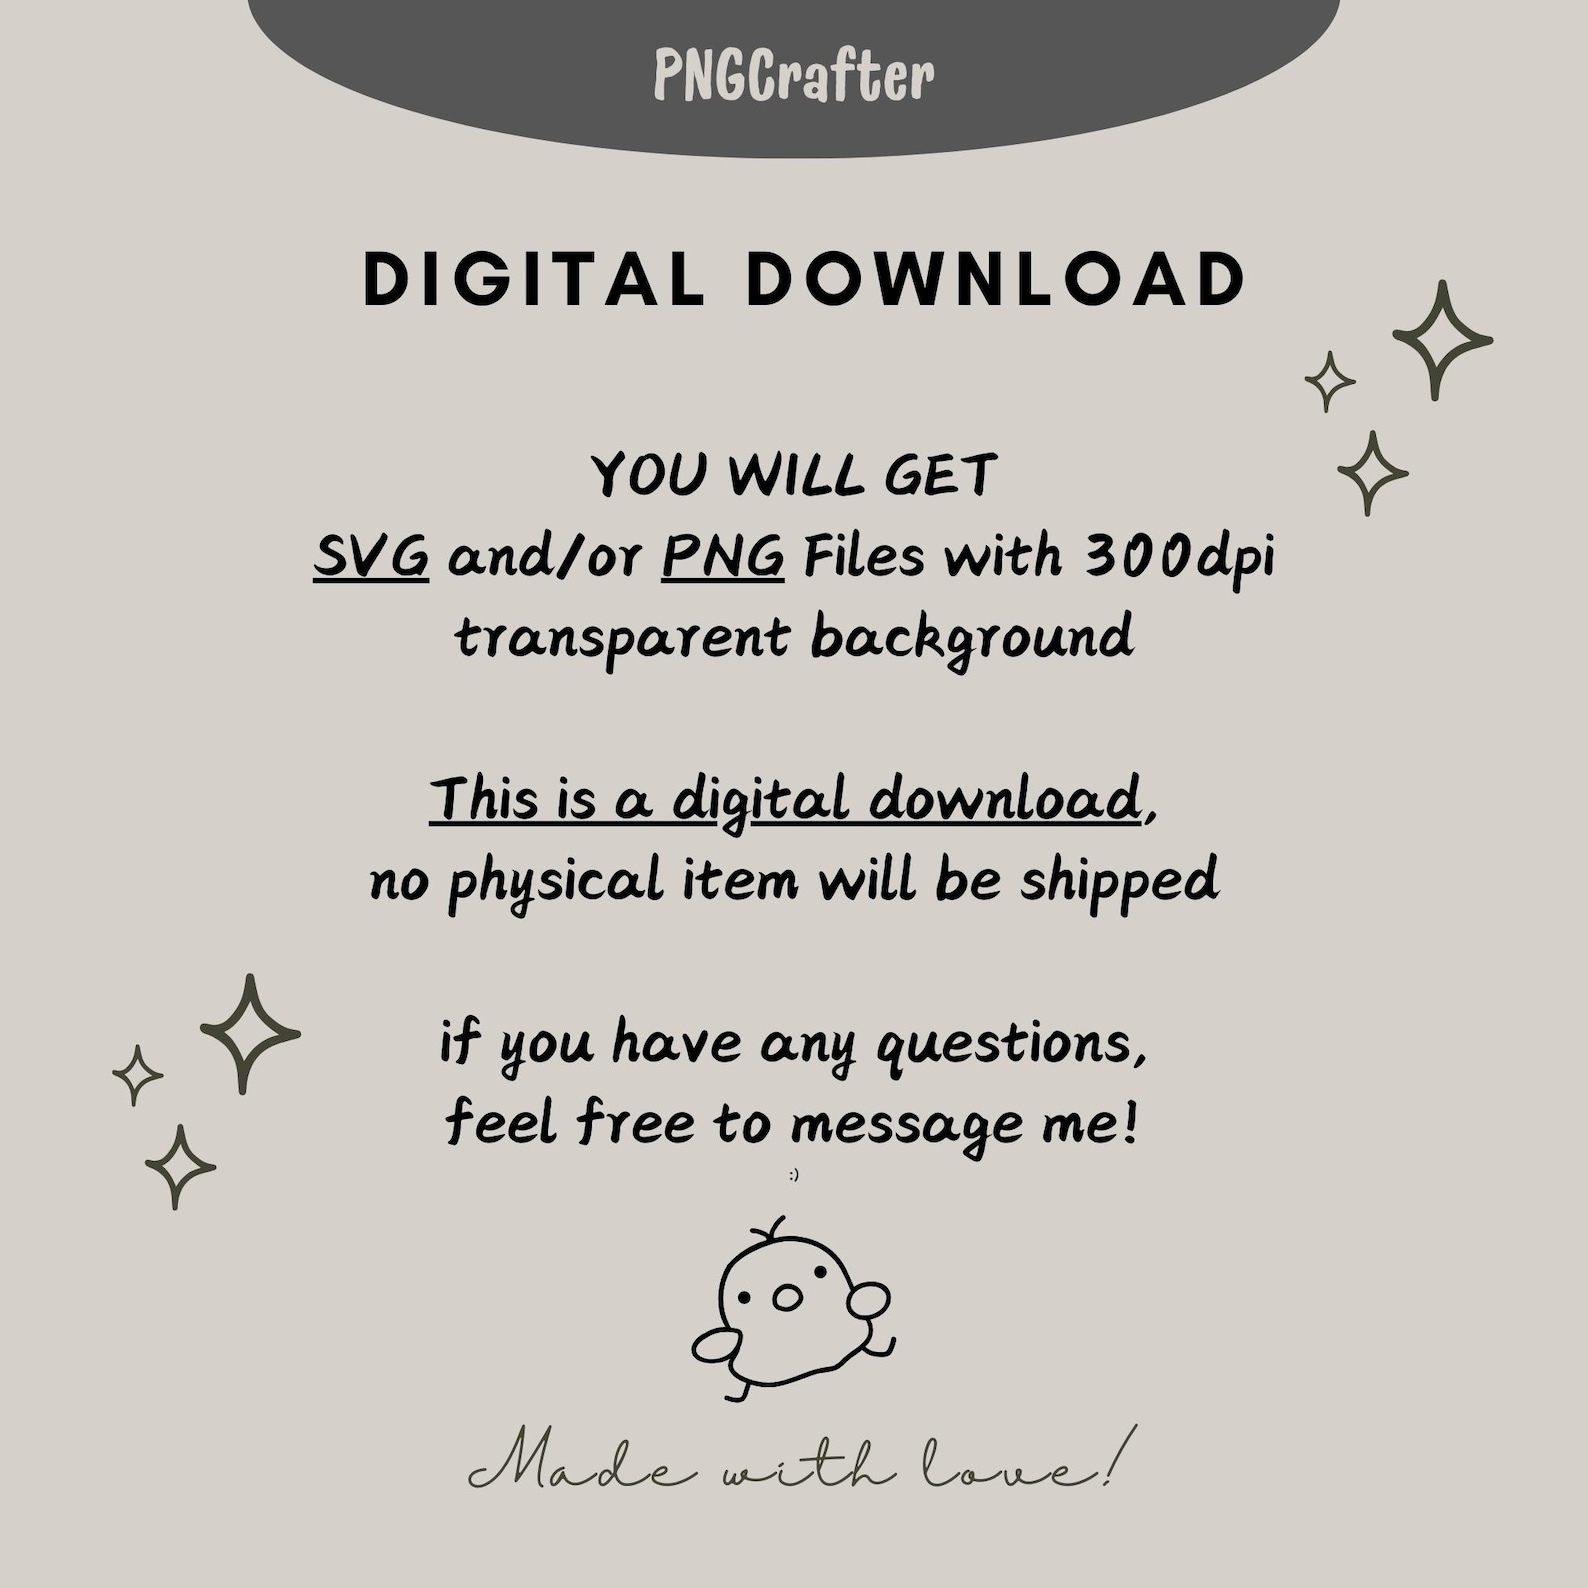 PNGCrafter
DIGITAL DOWNLOAD
YOU WILL GET
SVG and/or PNG Files with 300dpi
transparent background
This is a digital download,
no physical item will be shipped
if you have any questions,
feel free to message me!
:)
Made with love!